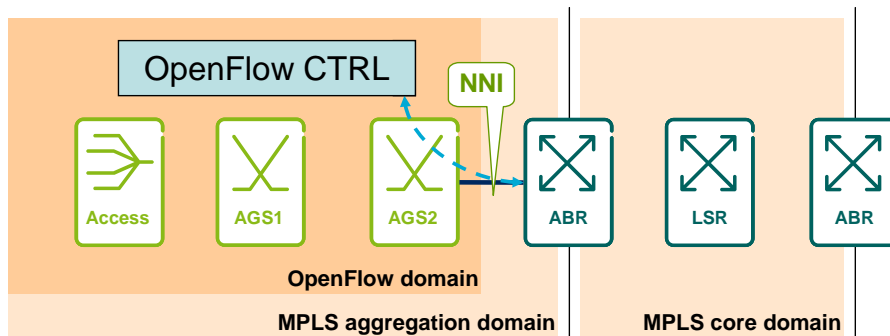 OpenFlow CTRL
NNI
Access
AGS1
AGS2
ABR
LSR
ABR
OpenFlow domain
MPLS aggregation domain
MPLS core domain